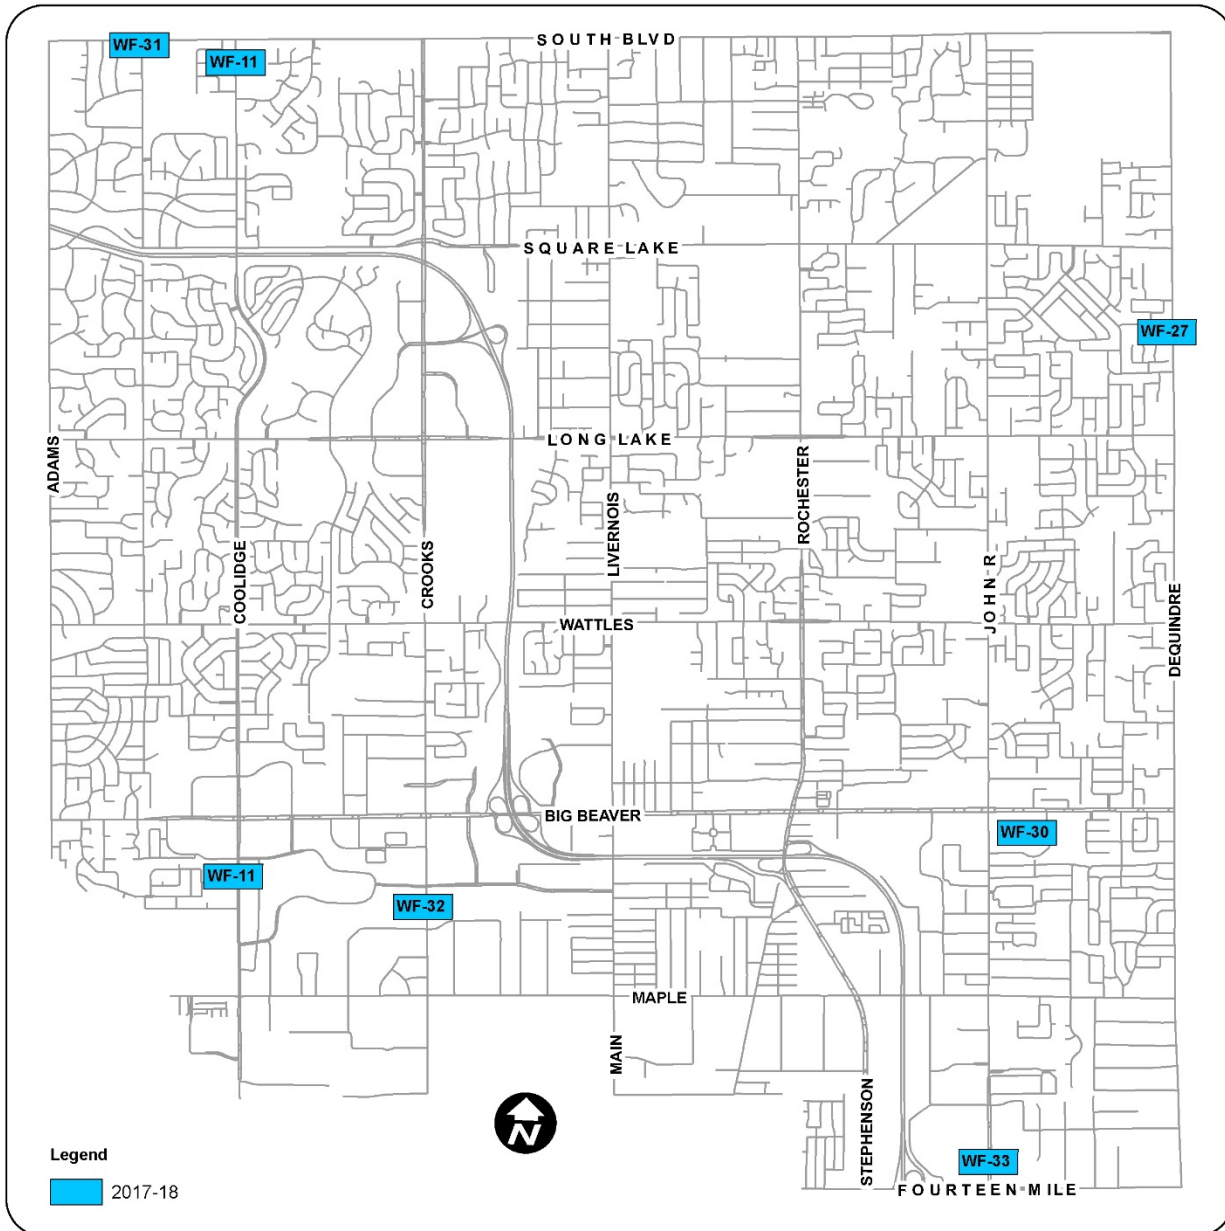 SOUTH BLVD
WF-31
WF-11
SQUARE LAKE
WF-27
LONG LAKE
ADAMS
ROCHESTER
LIVERNOIS
COOLIDGE
CROOKS
JOHN R
DEQUINDRE
WATTLES
BIG BEAVER
WF-30
WF-11
WF-32
MAPLE
MAIN
STEPHENSON
N
Legend
WF-33
2017-18
FOURTEEN MILE